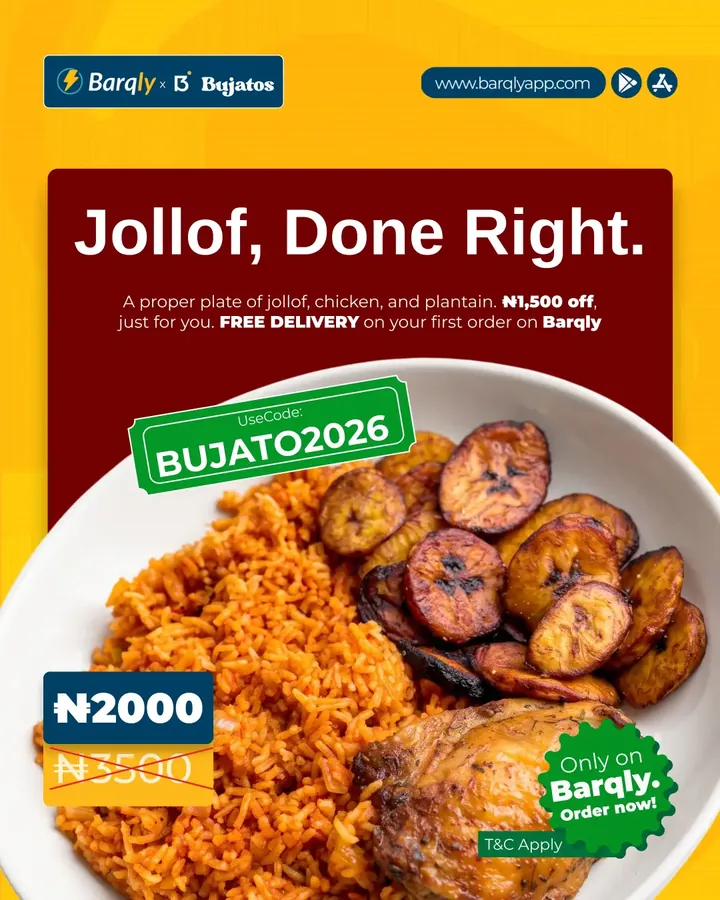 Barqly x B Bujatos
www.barqlyapp.com
Jollof, Done Right.
A proper plate of jollof, chicken, and plantain. ₦1,500 off,
just for you. FREE DELIVERY on your first order on Barqly
UseCode:
BUJATO2026
₦2000
₦3500
Only on
Barqly.
Order now!
T&C Apply